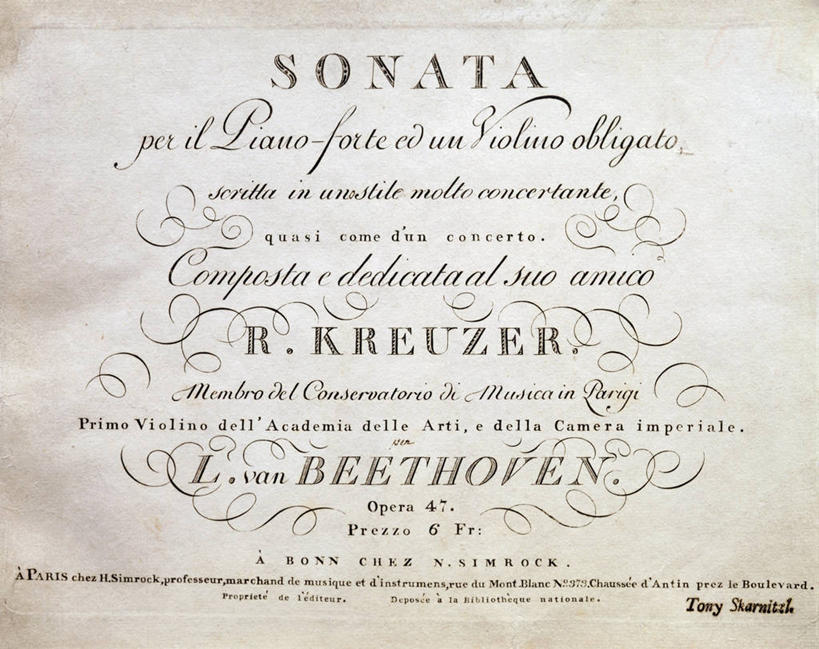 SONATA
per il Piano-forte ed un Violino obligato,
scritta in uno stile molto concertante,
quasi come d'un concerto.
Composta e dedicata al suo amico
R. KREUZER.
Membro del Conservatorio di Musica in Parigi
Primo Violino dell'Academia delle Arti, e della Camera imperiale.
per
L. van BEETHOVEN.
Opera 47.
Prezzo 6 Fr:
À BONN CHEZ N. SIMROCK.
À PARIS chez H. Simrock, professeur, marchand de musique et d'instrumens, rue du Mont Blanc Nº 373. Chaussée d'Antin prez le Boulevard.
Proprieté de l'éditeur. Deposée à la Bibliothèque nationale.
Tony Skarnitzl.